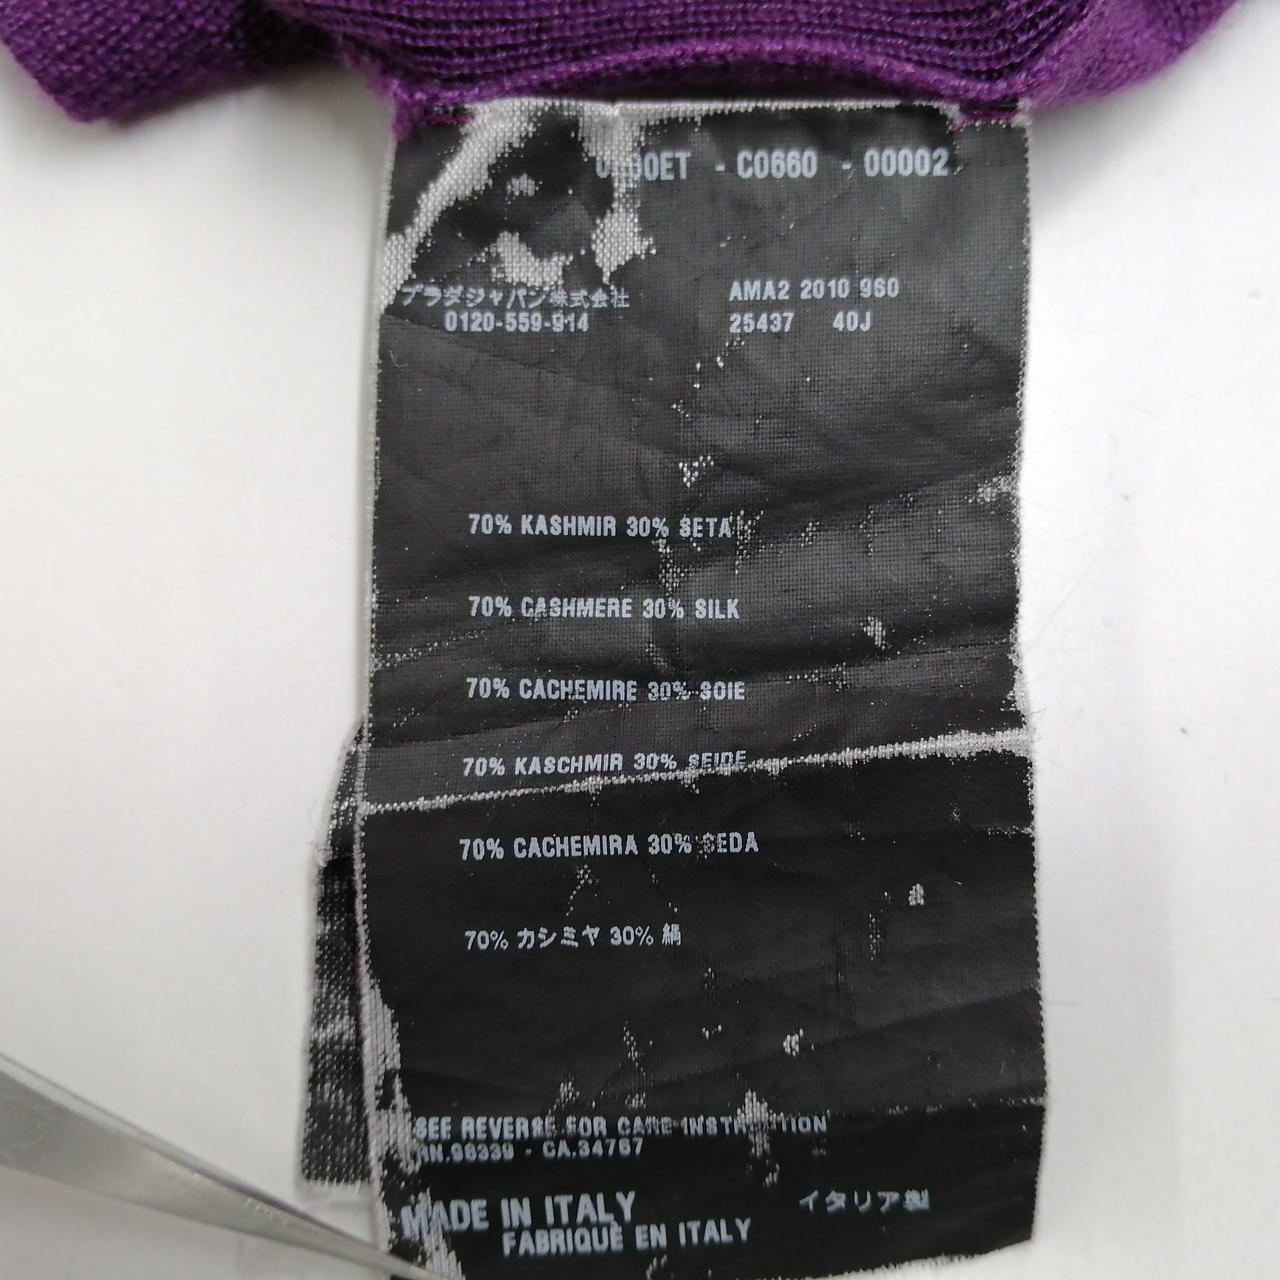 - C0660 - 00002
プラダジャパン株式会社
0120-559-914
AMA2 2010 960
25437 40J
70% KASHMIR 30% SETA
70% CASHMERE 30% SILK
70% CACHEMIRE 30% SOIE
70% KASCHMIR 30% SEIDE
70% CACHEMIRA 30% SEDA
70% カシミヤ 30% 絹
SEE REVERSE FOR CARE INSTRUCTION
RN.96339 - CA.34767
MADE IN ITALY
FABRIQUÉ EN ITALY
イタリア製